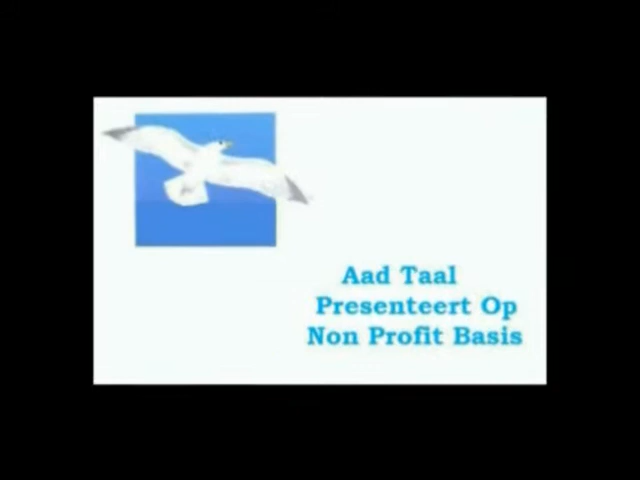 Aad Taal
Presenteert Op
Non Profit Basis